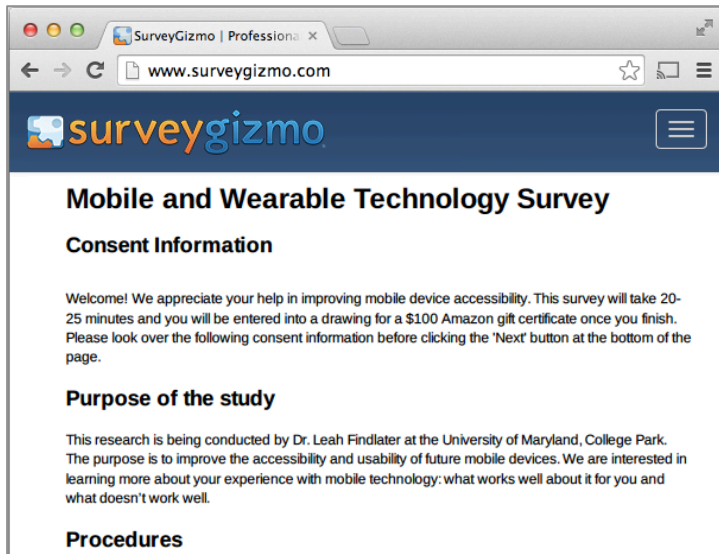 SurveyGizmo | Professiona
www.surveygizmo.com
surveygizmo
Mobile and Wearable Technology Survey
Consent Information
Welcome! We appreciate your help in improving mobile device accessibility. This survey will take 20-
25 minutes and you will be entered into a drawing for a $100 Amazon gift certificate once you finish.
Please look over the following consent information before clicking the 'Next' button at the bottom of the
page.
Purpose of the study
This research is being conducted by Dr. Leah Findlater at the University of Maryland, College Park.
The purpose is to improve the accessibility and usability of future mobile devices. We are interested in
learning more about your experience with mobile technology: what works well about it for you and
what doesn't work well.
Procedures